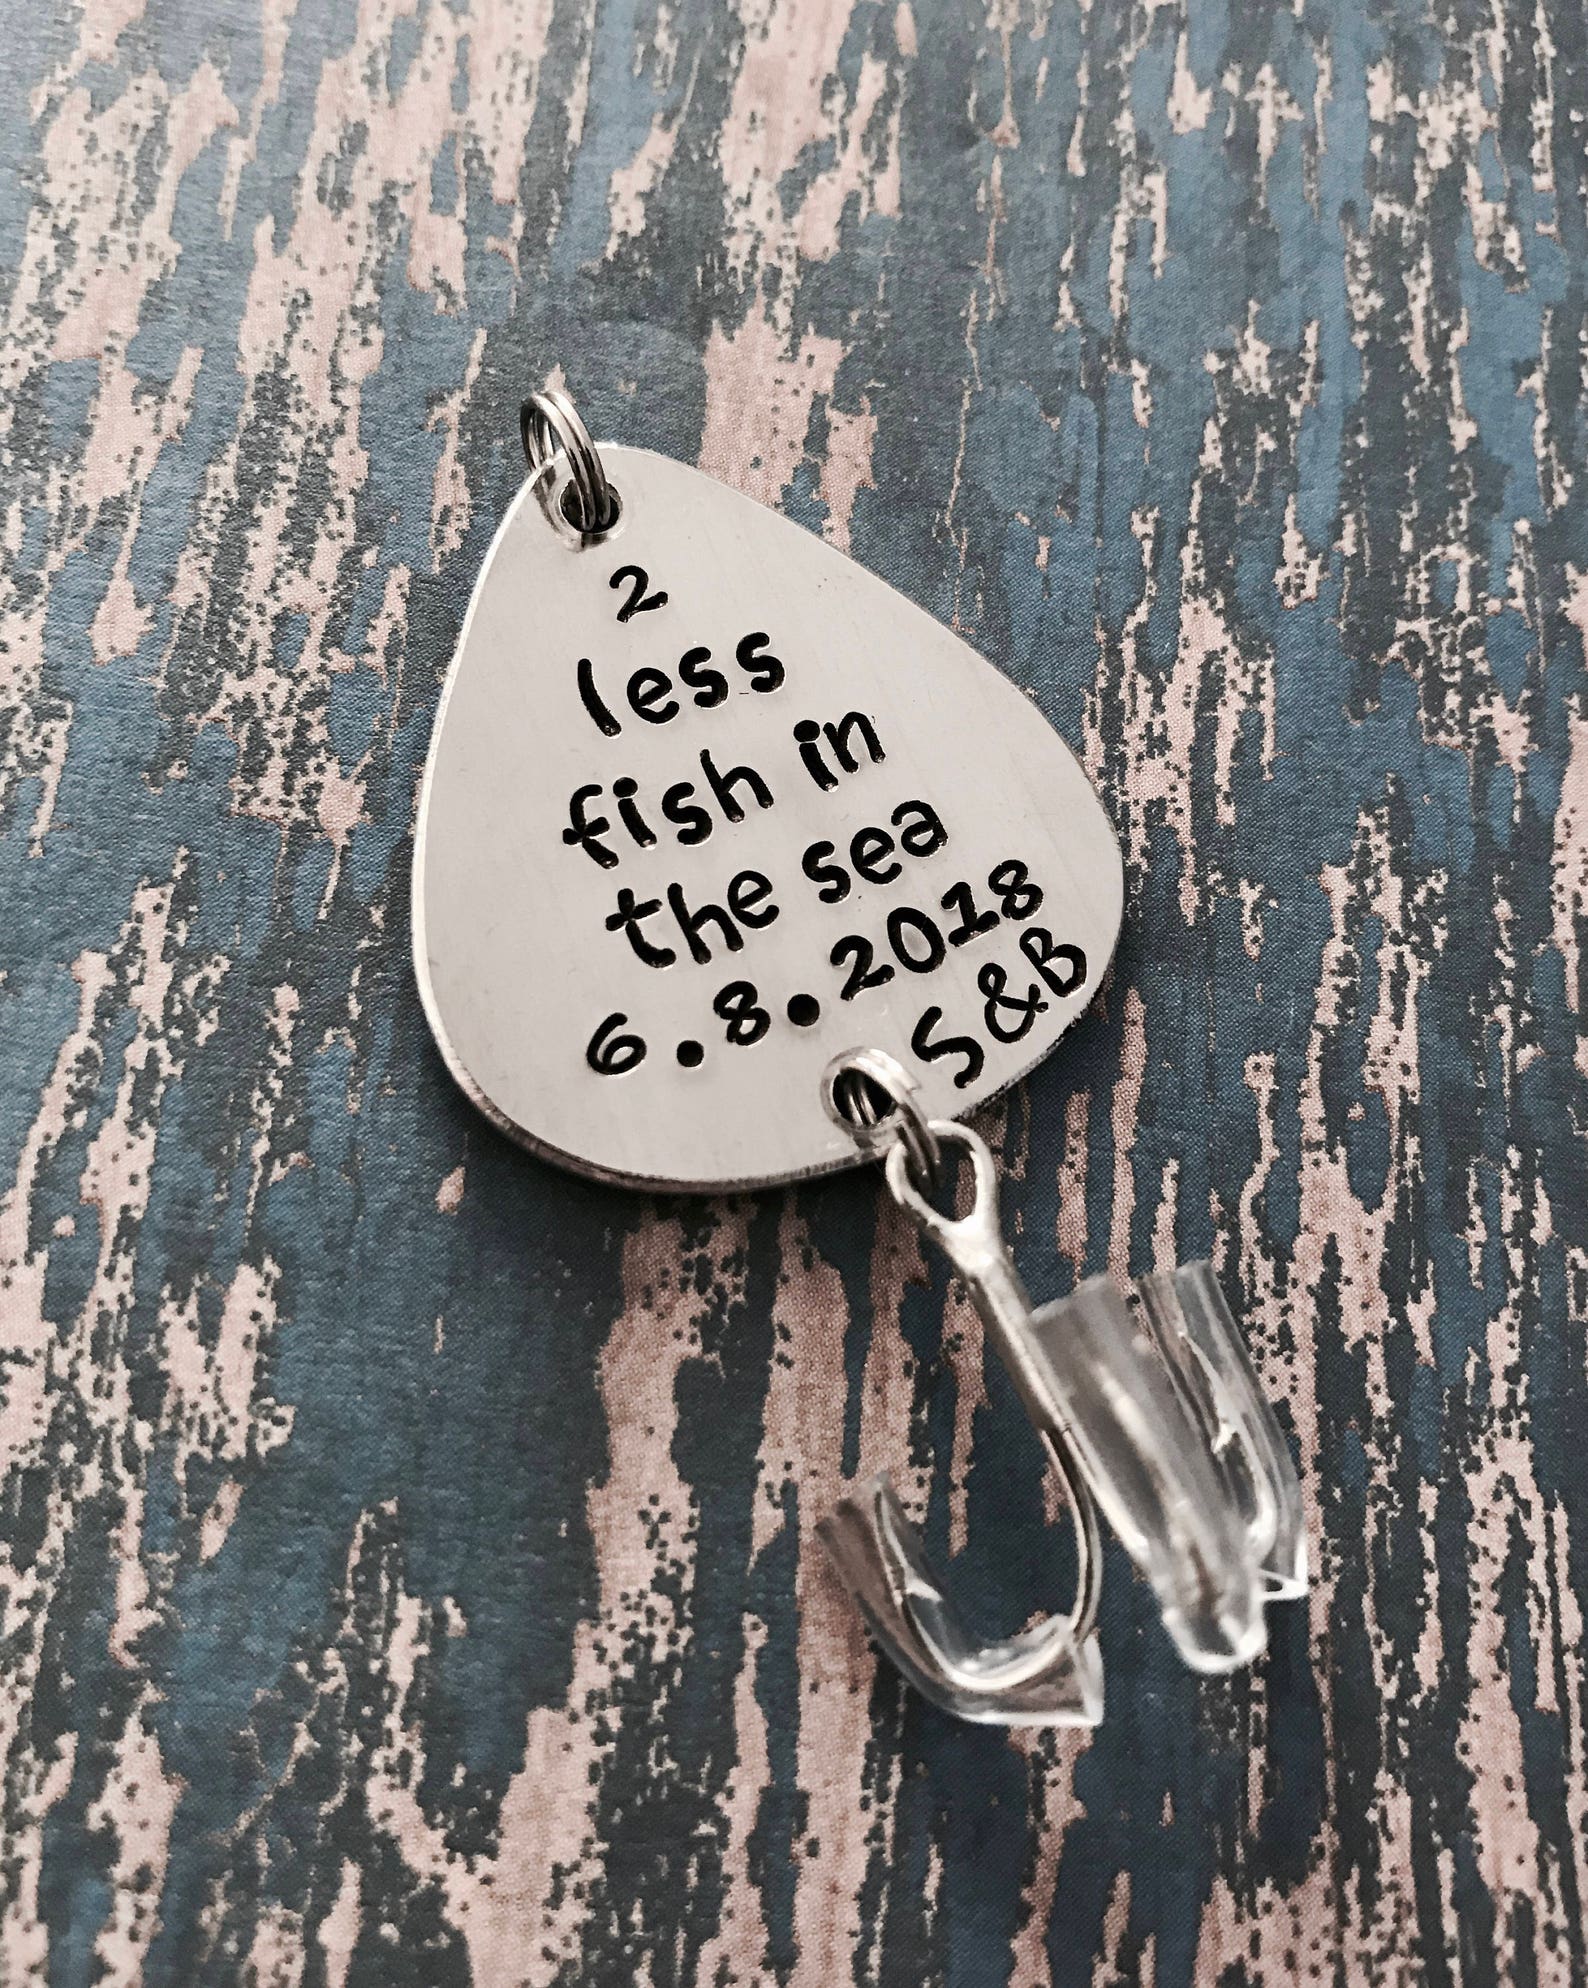 2
less
fish in
the sea
6.8.2018
S&B